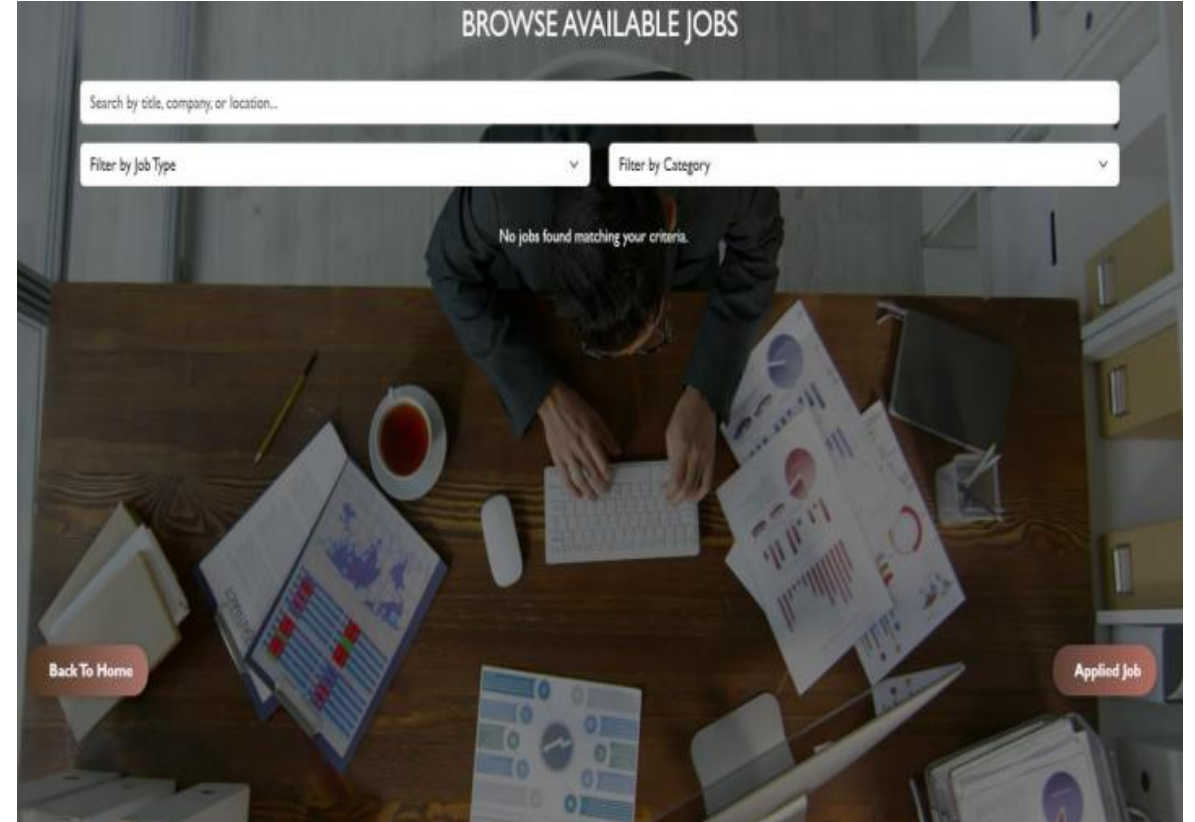 BROWSE AVAILABLE JOBS
Search by title, company, or location...
Filter by Job Type
Filter by Category
No jobs found matching your criteria.
Back To Home
Applied Job